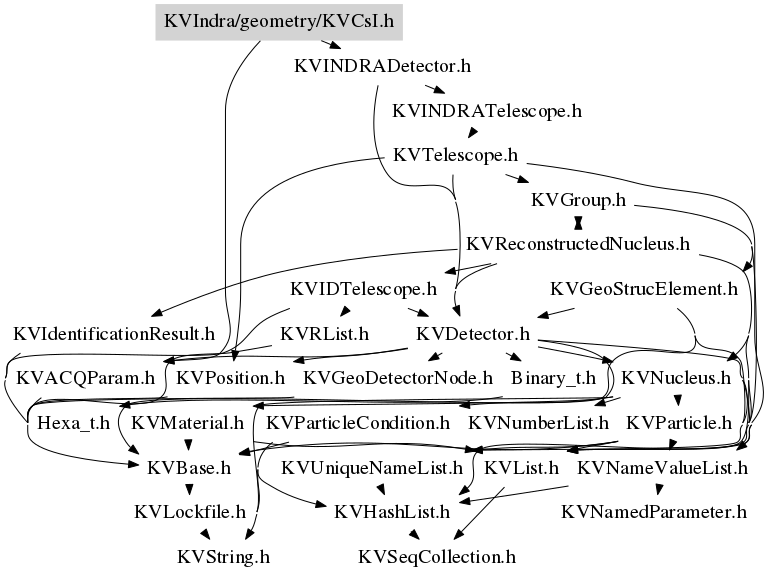 KVIndra/geometry/KVCsI.h
KVINDRADetector.h
KVINDRATelescope.h
KVTelescope.h
KVGroup.h
KVReconstructedNucleus.h
KVIDTelescope.h
KVGeoStrucElement.h
KVIdentificationResult.h
KVRList.h
KVDetector.h
KVACQParam.h
KVPosition.h
KVGeoDetectorNode.h
Binary_t.h
KVNucleus.h
Hexa_t.h
KVMaterial.h
KVParticleCondition.h
KVNumberList.h
KVParticle.h
KVBase.h
KVUniqueNameList.h
KVList.h
KVNameValueList.h
KVLockfile.h
KVHashList.h
KVNamedParameter.h
KVString.h
KVSeqCollection.h